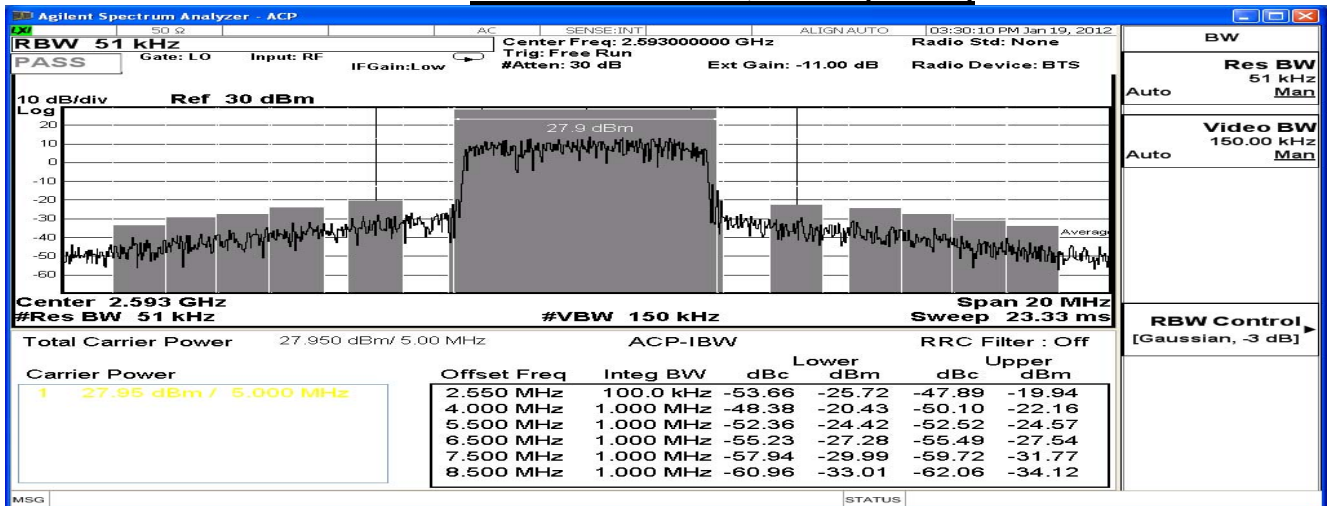 Agilent Spectrum Analyzer - ACP
LXI 50 Ω AC SENSE:INT ALIGN AUTO 03:30:10 PM Jan 19, 2012
RBW 51 kHz Center Freq: 2.593000000 GHz Radio Std: None
PASS Gate: LO Input: RF IFGain:Low Trig: Free Run
#Atten: 30 dB Ext Gain: -11.00 dB Radio Device: BTS
10 dB/div Ref 30 dBm
Log
20
10
0
-10
-20
-30
-40
-50
-60
27.9 dBm
Average
Center 2.593 GHz Span 20 MHz
#Res BW 51 kHz #VBW 150 kHz Sweep 23.33 ms
Total Carrier Power 27.950 dBm/ 5.00 MHz ACP-IBW RRC Filter : Off
Lower Upper
Carrier Power Offset Freq Integ BW dBc dBm dBc dBm
1 27.95 dBm / 5.000 MHz
2.550 MHz 100.0 kHz -53.66 -25.72 -47.89 -19.94
4.000 MHz 1.000 MHz -48.38 -20.43 -50.10 -22.16
5.500 MHz 1.000 MHz -52.36 -24.42 -52.52 -24.57
6.500 MHz 1.000 MHz -55.23 -27.28 -55.49 -27.54
7.500 MHz 1.000 MHz -57.94 -29.99 -59.72 -31.77
8.500 MHz 1.000 MHz -60.96 -33.01 -62.06 -34.12
MSG STATUS
BW
Res BW
51 kHz
Auto Man
Video BW
150.00 kHz
Auto Man
RBW Control
[Gaussian, -3 dB]